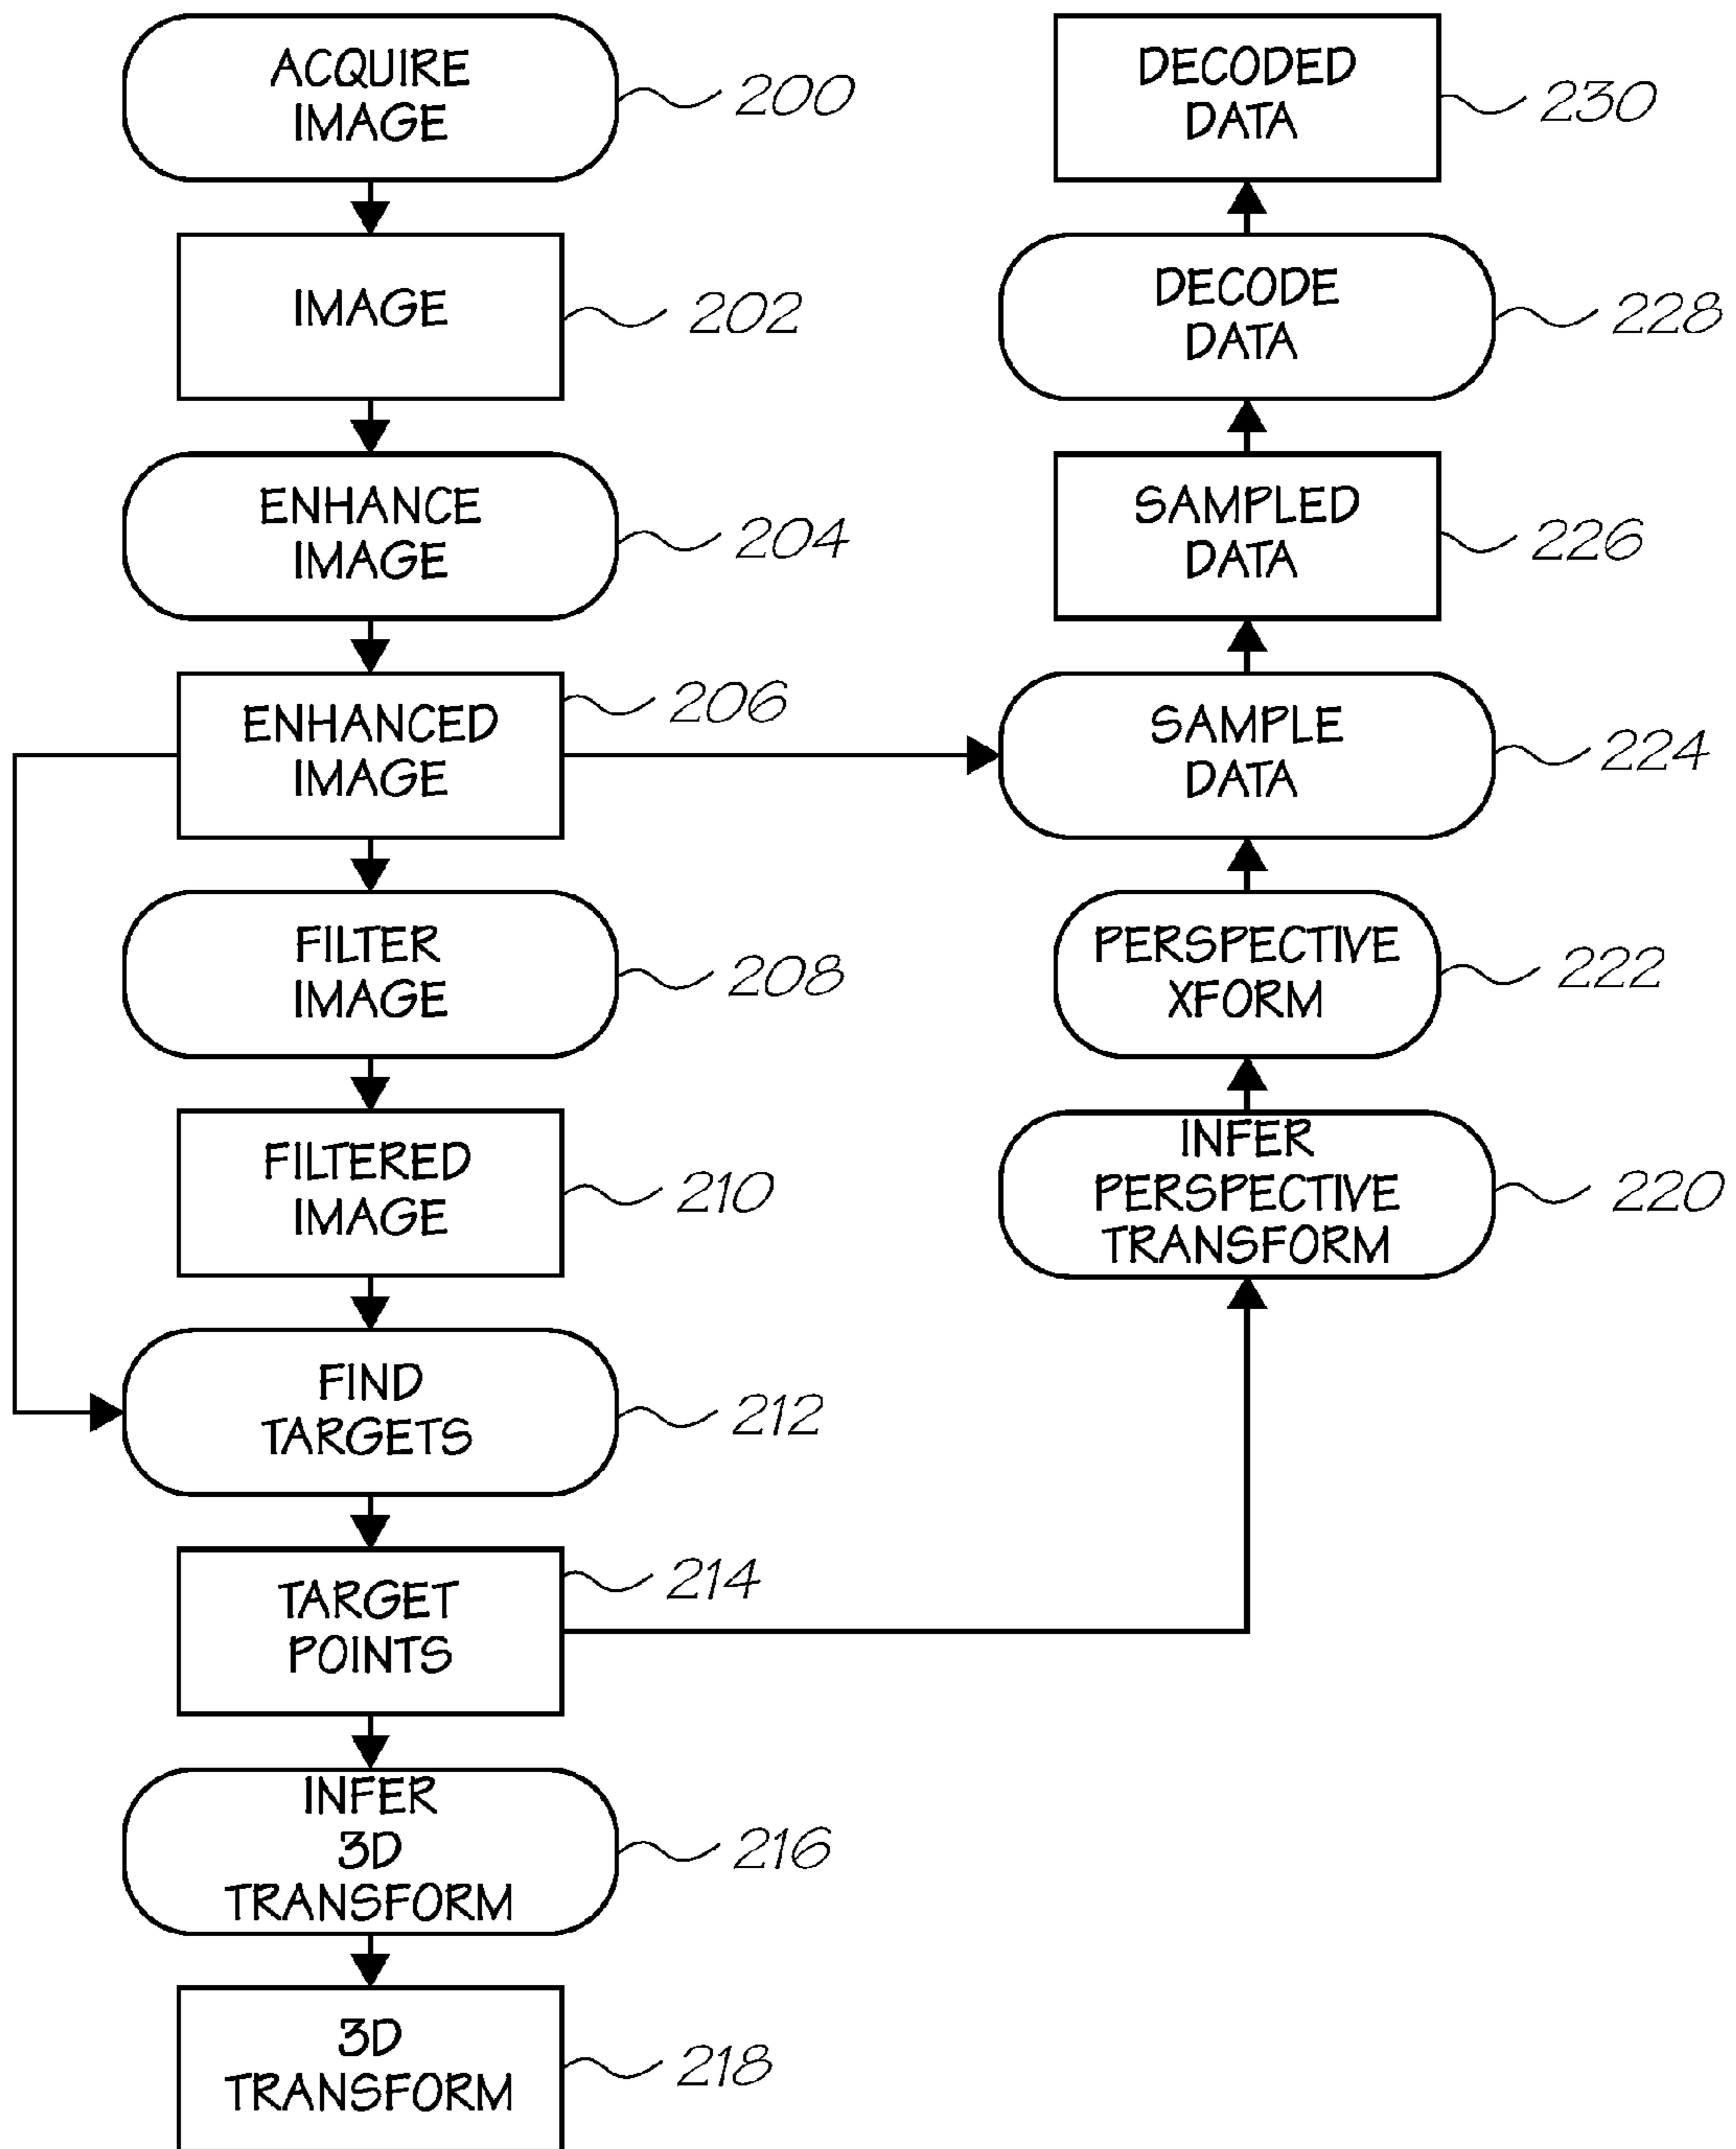 ACQUIRE
IMAGE
200
IMAGE
202
ENHANCE
IMAGE
204
ENHANCED
IMAGE
206
FILTER
IMAGE
208
FILTERED
IMAGE
210
FIND
TARGETS
212
TARGET
POINTS
214
INFER
3D
TRANSFORM
216
3D
TRANSFORM
218
DECODED
DATA
230
DECODE
DATA
228
SAMPLED
DATA
226
SAMPLE
DATA
224
PERSPECTIVE
XFORM
222
INFER
PERSPECTIVE
TRANSFORM
220